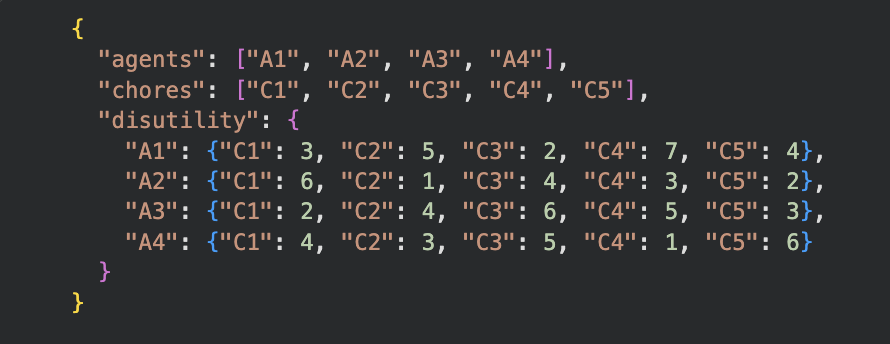 {
"agents": ["A1", "A2", "A3", "A4"],
"chores": ["C1", "C2", "C3", "C4", "C5"],
"disutility": {
"A1": {"C1": 3, "C2": 5, "C3": 2, "C4": 7, "C5": 4},
"A2": {"C1": 6, "C2": 1, "C3": 4, "C4": 3, "C5": 2},
"A3": {"C1": 2, "C2": 4, "C3": 6, "C4": 5, "C5": 3},
"A4": {"C1": 4, "C2": 3, "C3": 5, "C4": 1, "C5": 6}
}
}